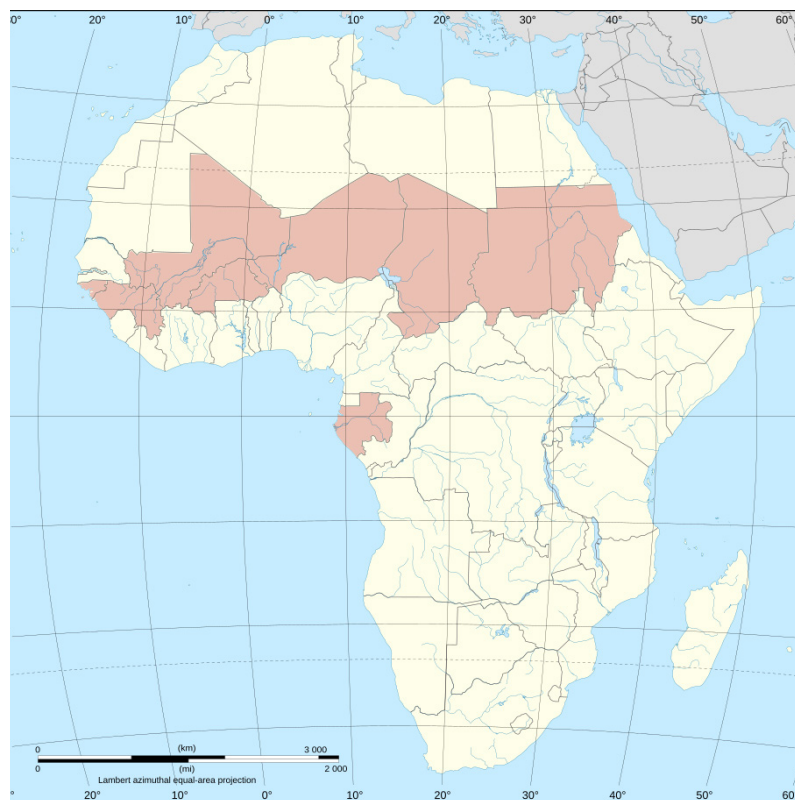 0° 20° 10° 0° 10° 20° 30° 40° 50° 60°
0 (km) 3 000
0 (mi) 2 000
Lambert azimuthal equal-area projection
20° 10° 0° 10° 20° 30° 40° 50° 60